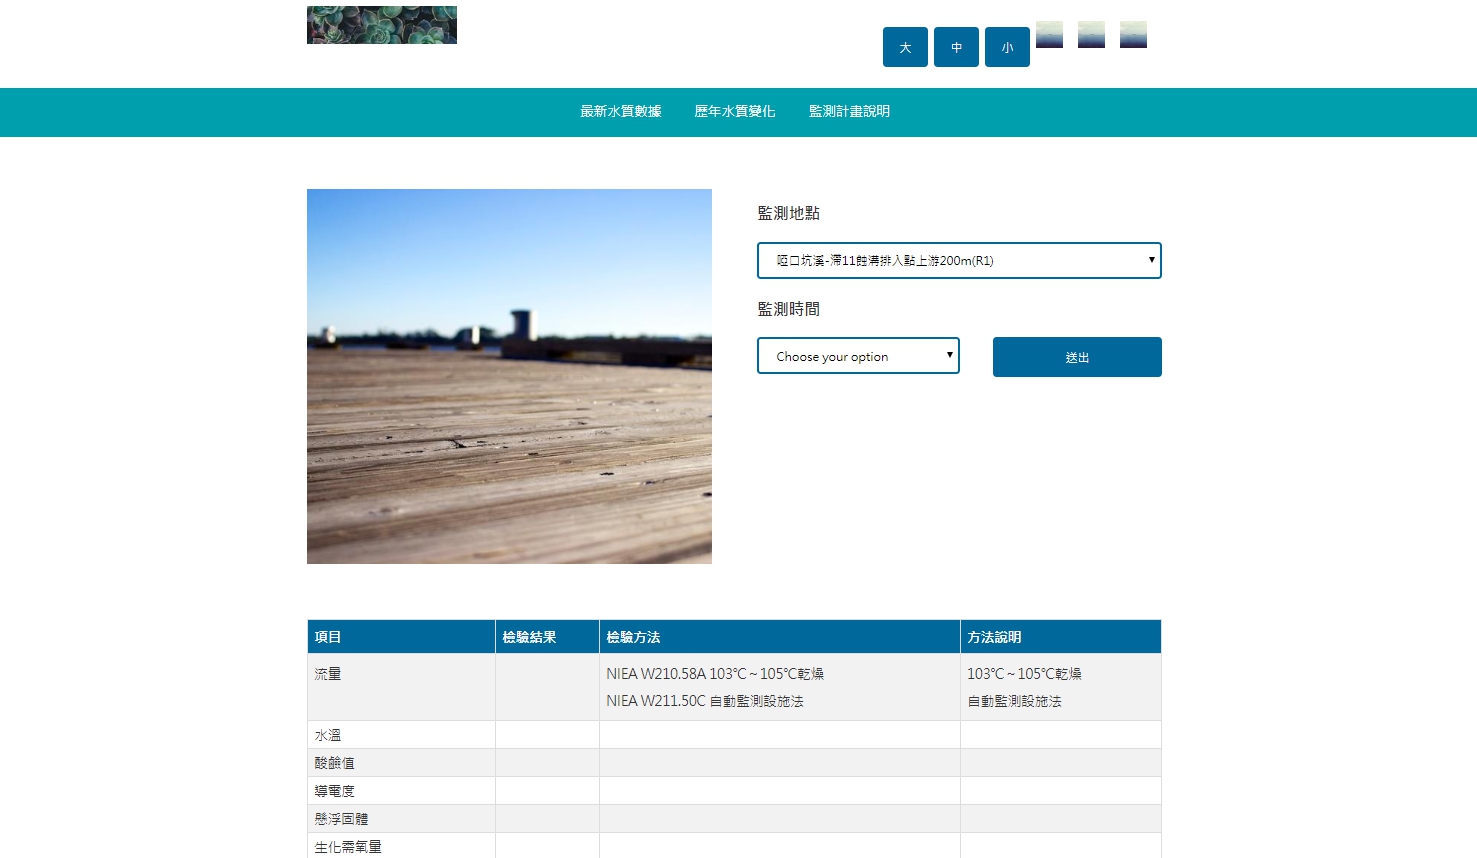 大 中 小
最新水質數據 歷年水質變化 監測計畫說明
監測地點
啞口坑溪-滯11蝕溝排入點上游200m(R1)
監測時間
Choose your option
送出
項目 檢驗結果 檢驗方法 方法說明
流量 NIEA W210.58A 103℃～105℃乾燥 103℃～105℃乾燥
NIEA W211.50C 自動監測設施法 自動監測設施法
水溫
酸鹼值
導電度
懸浮固體
生化需氧量